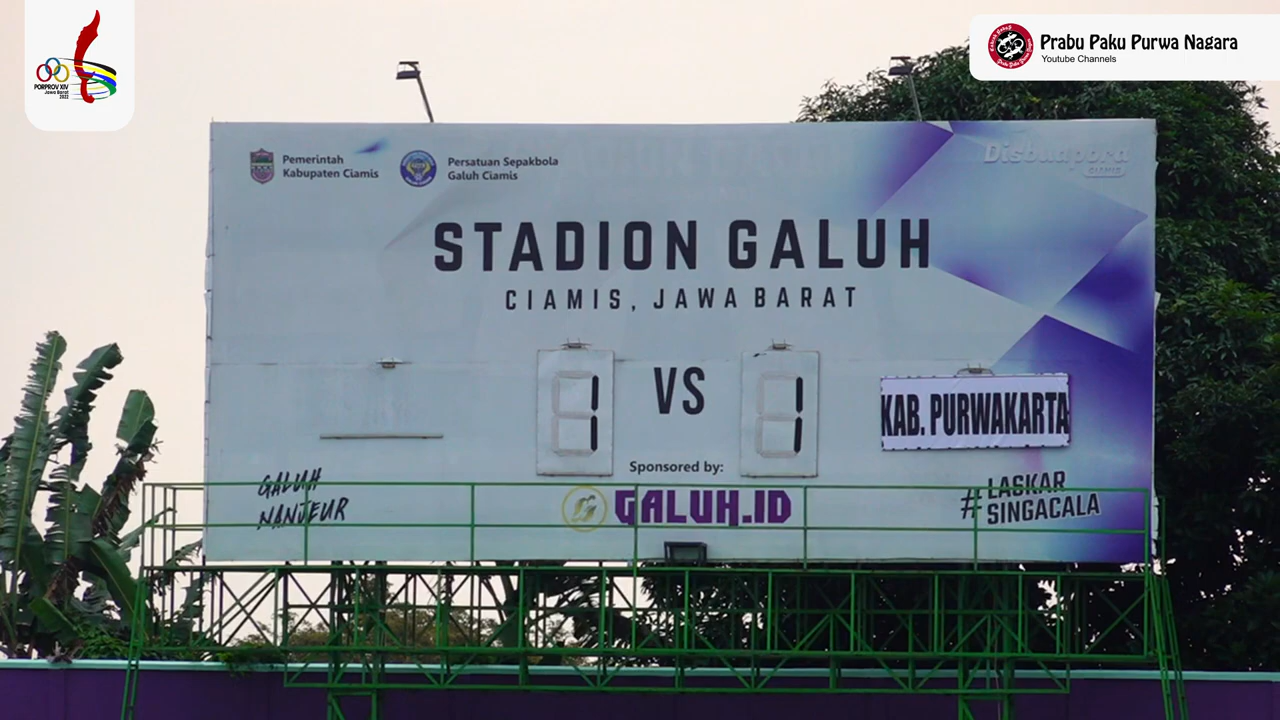 PORPROV XIV
Jawa Barat
2022
Prabu Paku Purwa Nagara
Youtube Channels
Pemerintah
Kabupaten Ciamis
Persatuan Sepakbola
Galuh Ciamis
Disbudpora
CIAMIS
STADION GALUH
CIAMIS, JAWA BARAT
1 VS 1
KAB. PURWAKARTA
Sponsored by:
GALUH.ID
GALUH
NANJEUR
# LASKAR
SINGACALA